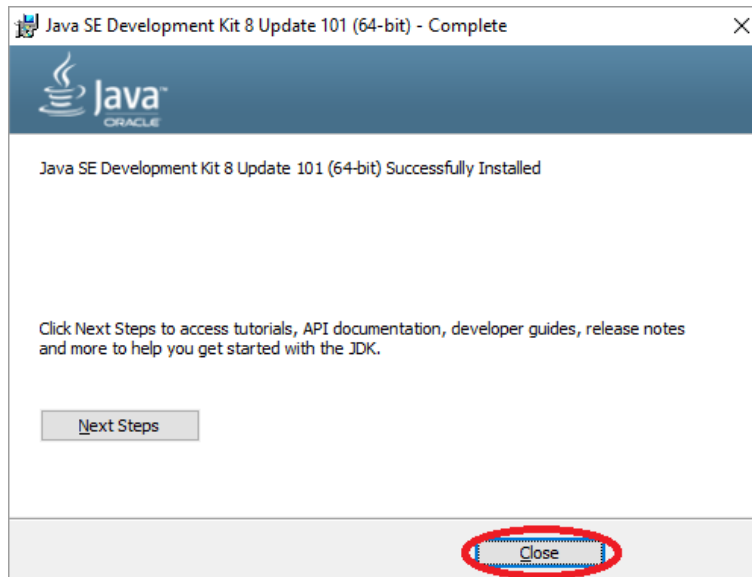 Java SE Development Kit 8 Update 101 (64-bit) - Complete
Java™
ORACLE
Java SE Development Kit 8 Update 101 (64-bit) Successfully Installed
Click Next Steps to access tutorials, API documentation, developer guides, release notes
and more to help you get started with the JDK.
Next Steps
Close